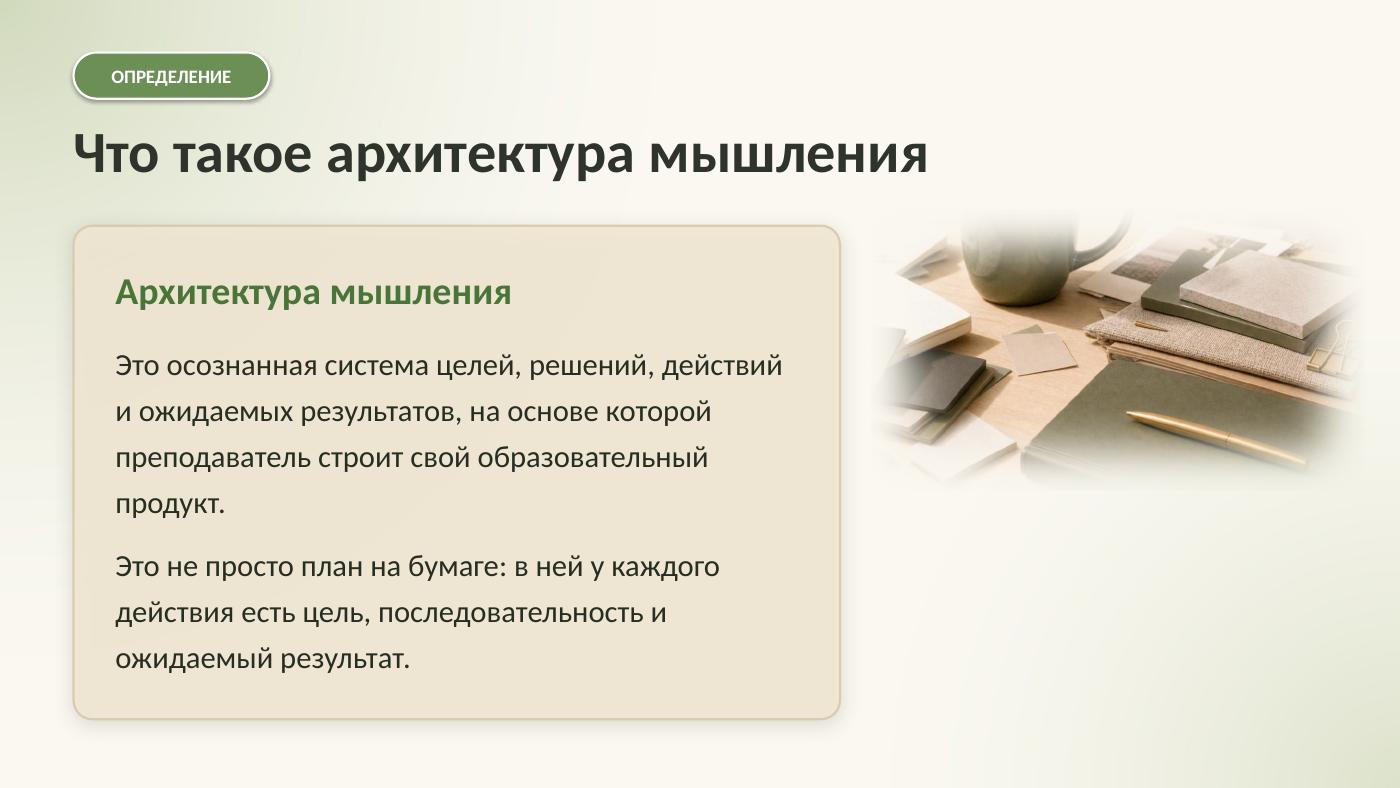 ОПРЕДЕЛЕНИЕ
Что такое архитектура мышления
Архитектура мышления
Это осознанная система целей, решений, действий
и ожидаемых результатов, на основе которой
преподаватель строит свой образовательный
продукт.
Это не просто план на бумаге: в ней у каждого
действия есть цель, последовательность и
ожидаемый результат.